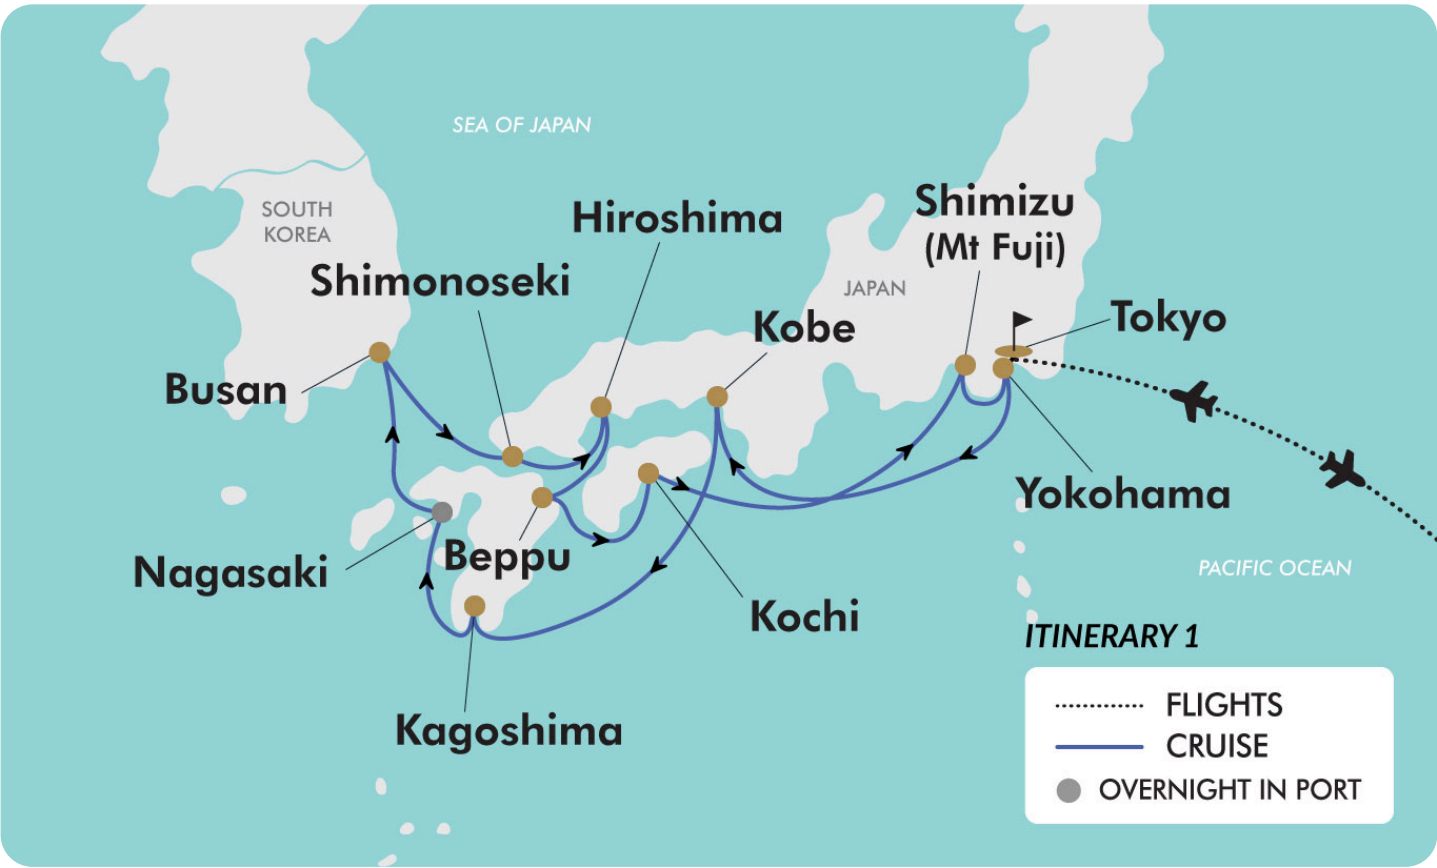 SEA OF JAPAN
SOUTH
KOREA
Hiroshima
Shimizu
(Mt Fuji)
Shimonoseki
JAPAN
Kobe
Tokyo
Busan
Yokohama
Nagasaki
Beppu
PACIFIC OCEAN
Kochi
Kagoshima
ITINERARY 1
FLIGHTS
CRUISE
OVERNIGHT IN PORT